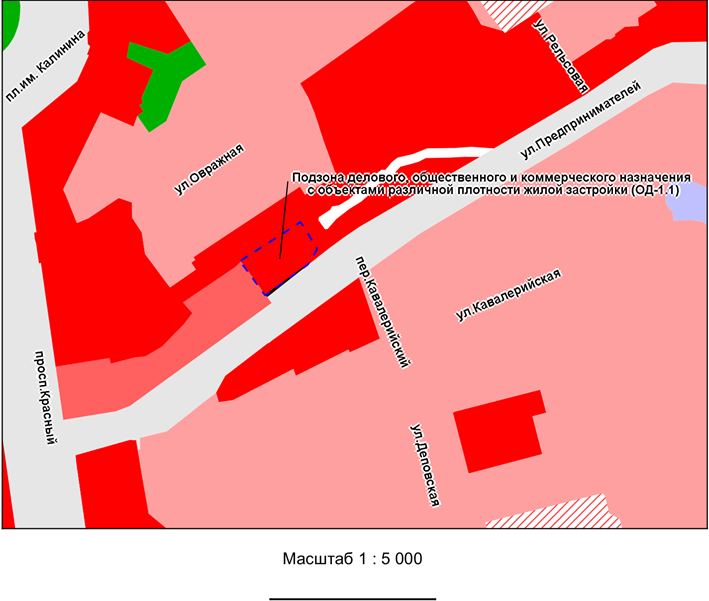 пл.им. Калинина
ул.Рельсовая
ул.Предпринимателей
ул.Овражная
Подзона делового, общественного и коммерческого назначения
с объектами различной плотности жилой застройки (ОД-1.1)
пер.Кавалерийский
ул.Кавалерийская
просп.Красный
ул.Деповская
Масштаб 1 : 5 000